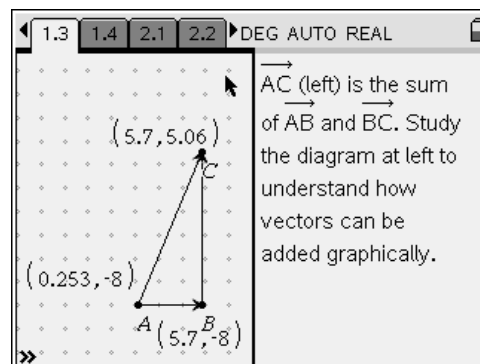 1.3 1.4 2.1 2.2 DEG AUTO REAL
AC (left) is the sum
of AB and BC. Study
the diagram at left to
understand how
vectors can be
added graphically.
(5.7,5.06)
C
(0.253,-8)
A B
(5.7,-8)